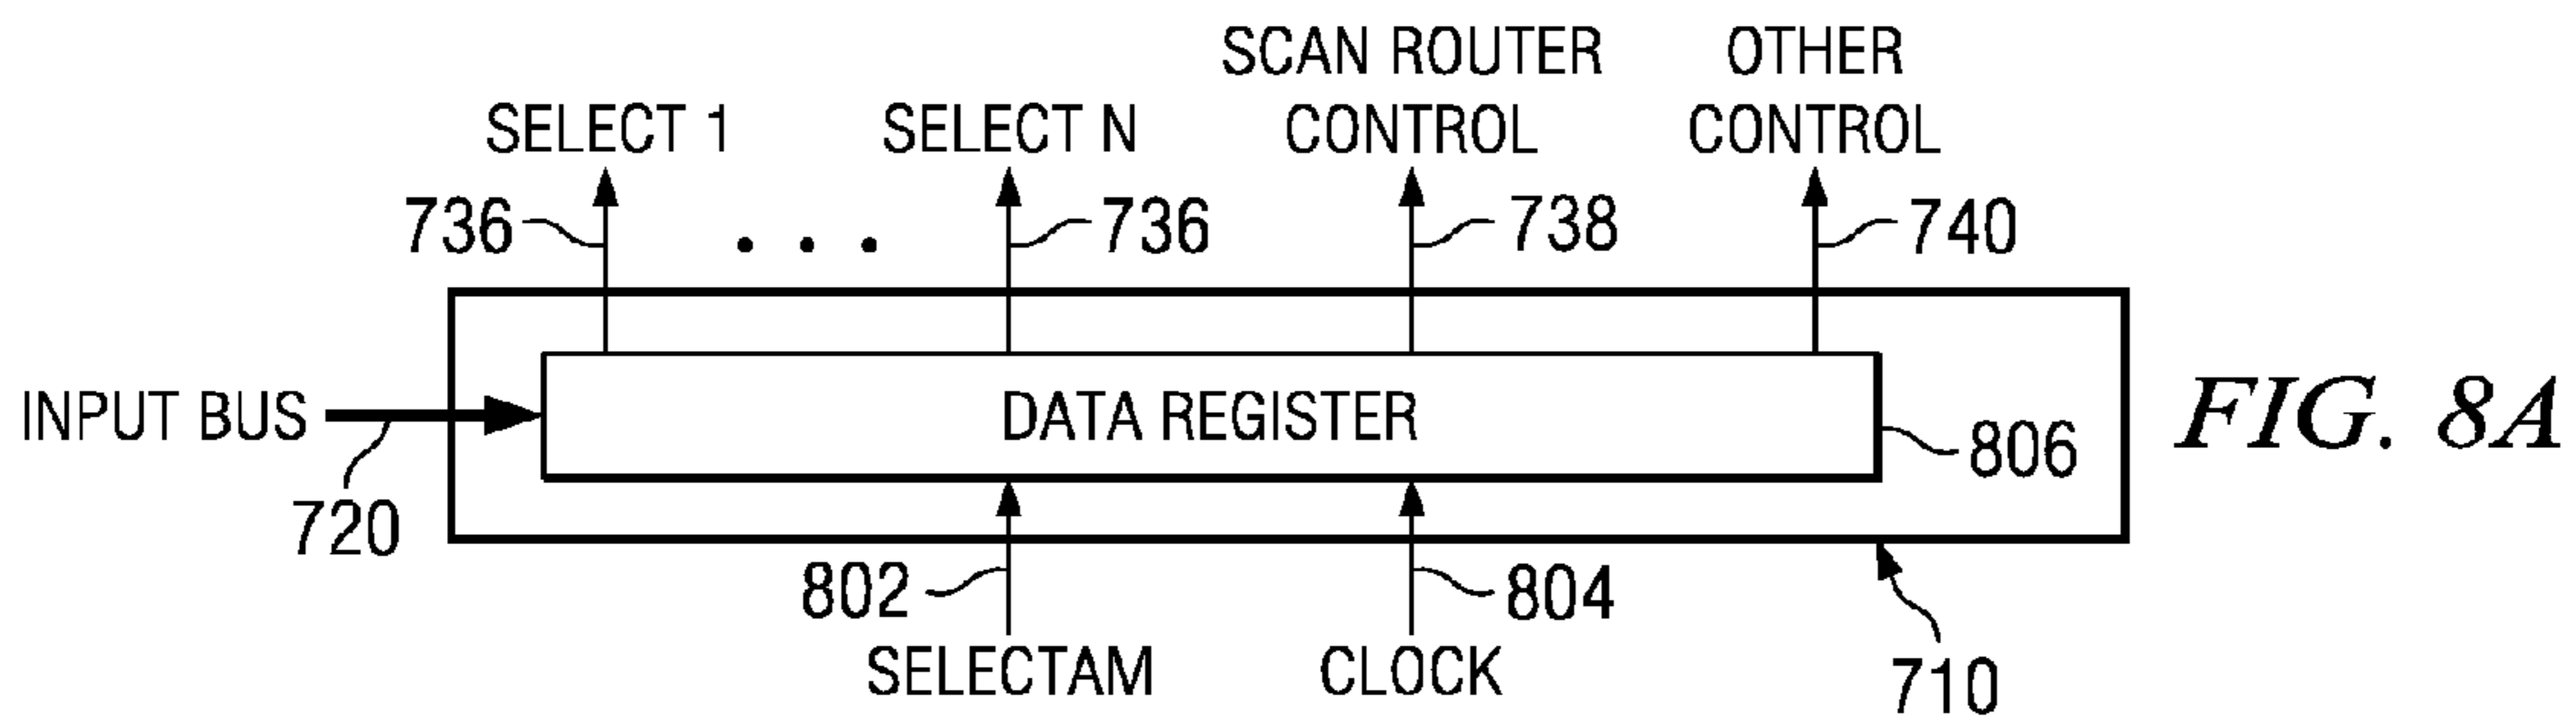 SCAN ROUTER OTHER
SELECT 1 SELECT N CONTROL CONTROL
736 736 738 740
INPUT BUS DATA REGISTER 806 FIG. 8A
720
802 804
SELECTAM CLOCK 710